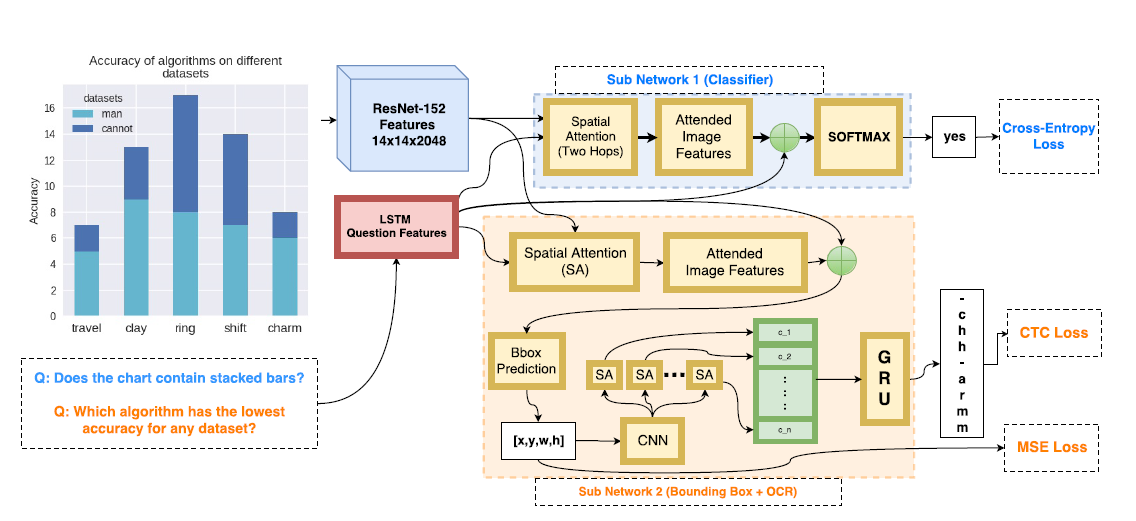 Accuracy of algorithms on different
datasets
datasets
man
cannot
Accuracy
16
14
12
10
8
6
4
2
0
travel clay ring shift charm
Q: Does the chart contain stacked bars?
Q: Which algorithm has the lowest
accuracy for any dataset?
ResNet-152
Features
14x14x2048
LSTM
Question Features
Sub Network 1 (Classifier)
Spatial
Attention
(Two Hops)
Attended
Image
Features
SOFTMAX
yes
Cross-Entropy
Loss
Spatial Attention
(SA)
Attended
Image Features
Bbox
Prediction
[x,y,w,h]
SA SA ... SA
CNN
c_1
c_2
c_n
G
R
U
-
c
h
h
-
a
r
m
m
CTC Loss
MSE Loss
Sub Network 2 (Bounding Box + OCR)